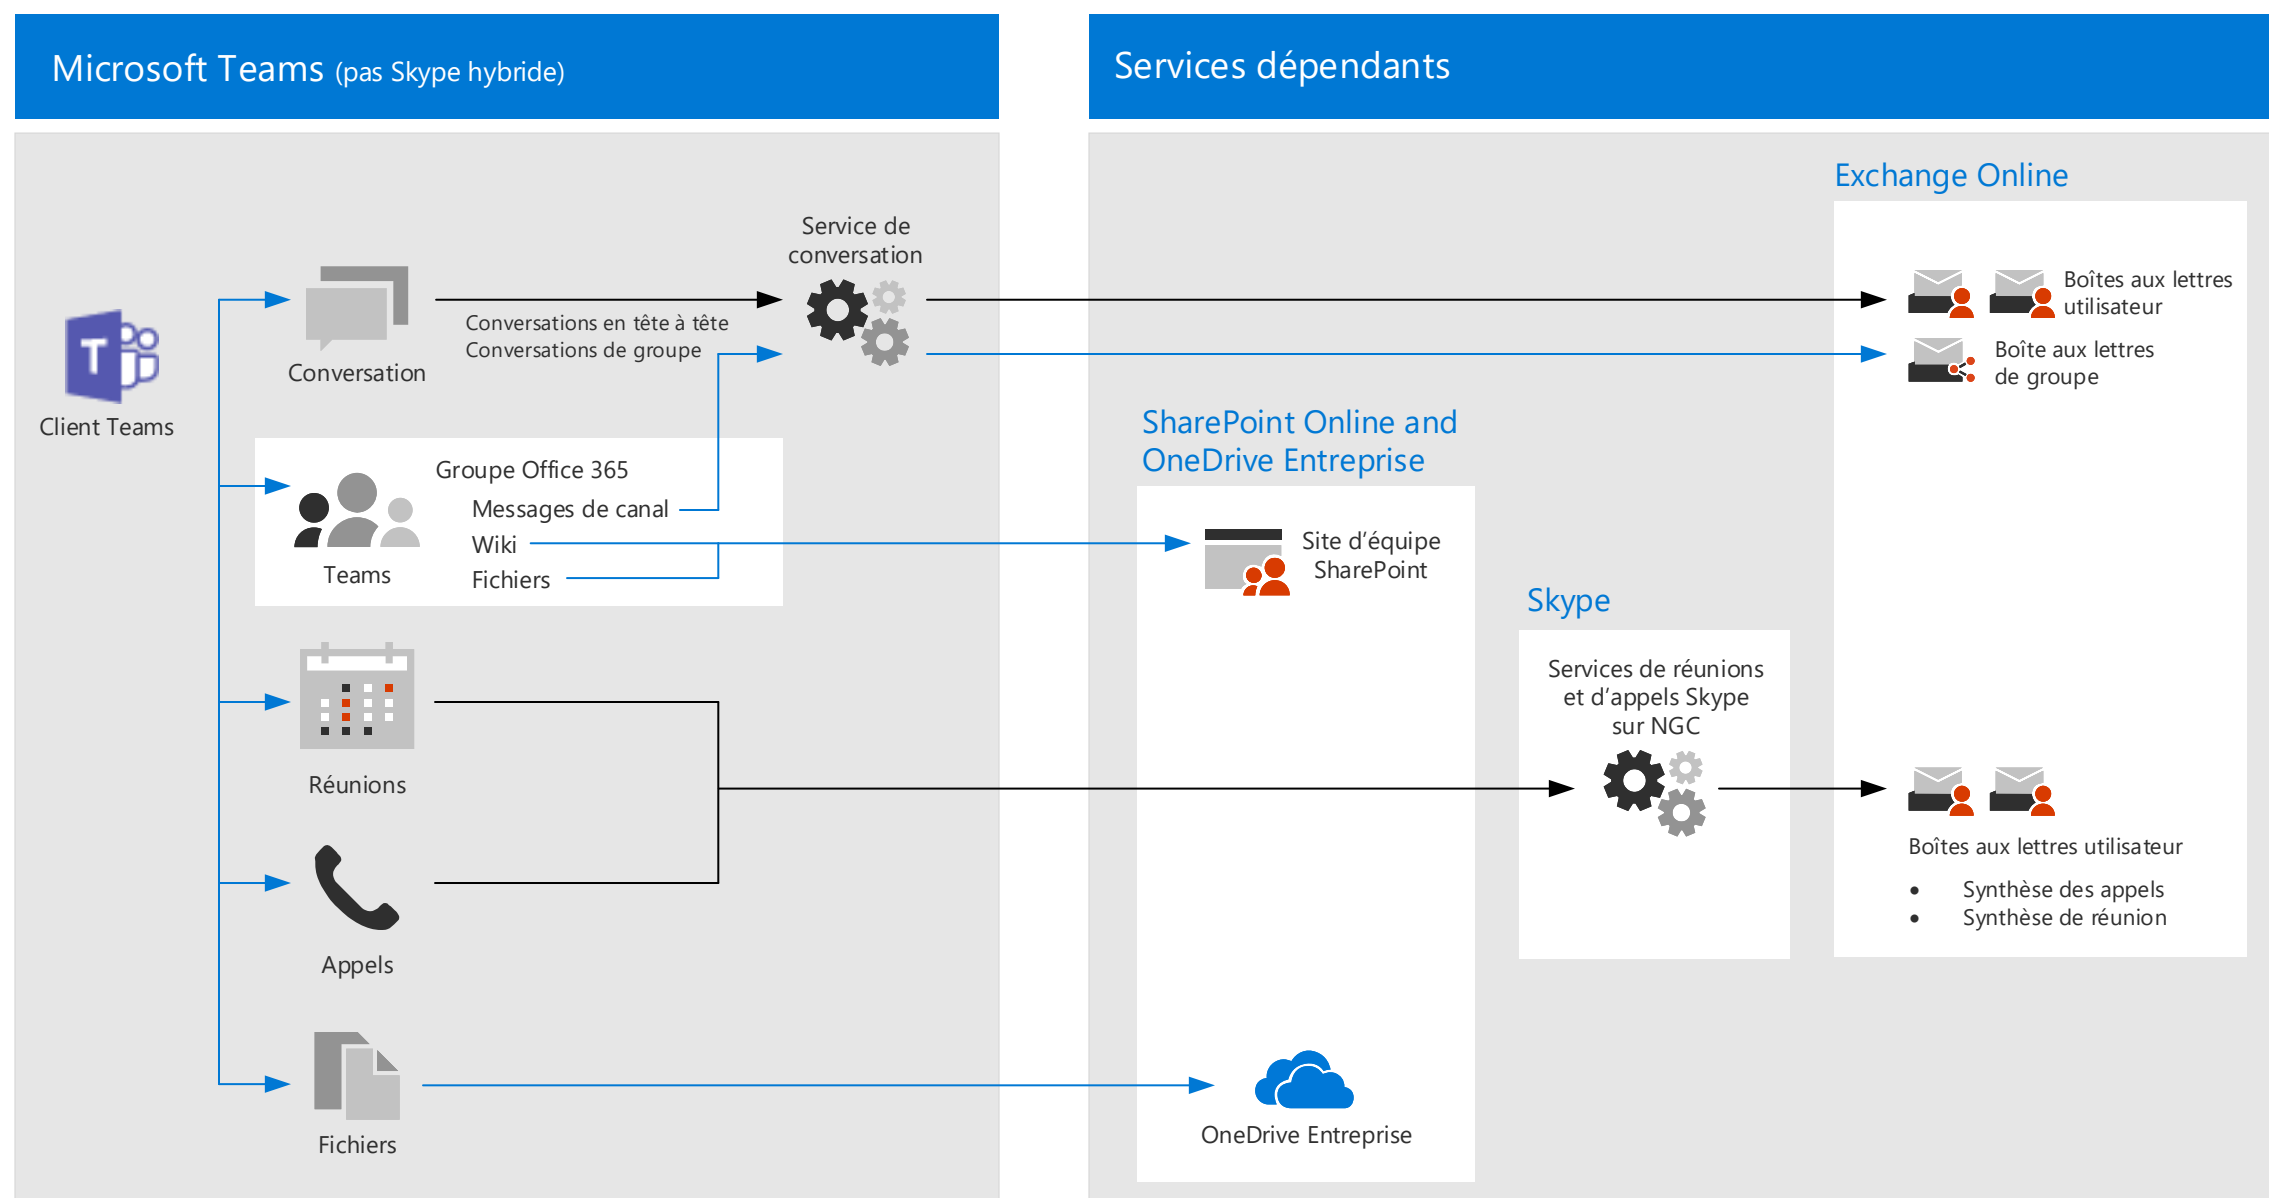 Microsoft Teams (pas Skype hybride)
Services dépendants
Exchange Online
Service de
conversation
Boîtes aux lettres
utilisateur
Conversations en tête à tête
Conversations de groupe
Boîte aux lettres
de groupe
Conversation
T
Client Teams
SharePoint Online and
OneDrive Entreprise
Groupe Office 365
Messages de canal
Wiki
Fichiers
Teams
Site d’équipe
SharePoint
Skype
Services de réunions
et d’appels Skype
sur NGC
Réunions
Boîtes aux lettres utilisateur
• Synthèse des appels
• Synthèse de réunion
Appels
OneDrive Entreprise
Fichiers